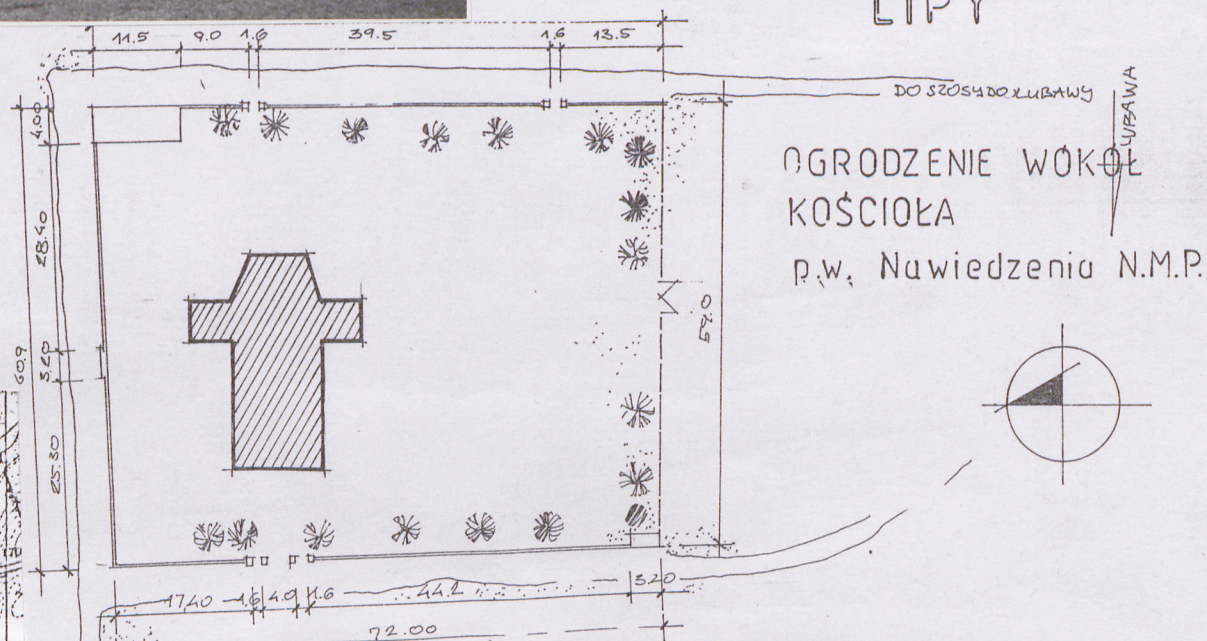 LIPY
11.5 9.0 1.6 39.5 1.6 13.5
DO SZOSY DO LUBAWY
LUBAWA
OGRODZENIE WOKÓŁ
KOŚCIOŁA
p.w. Nawiedzenia N.M.P.
4.00
28.40
3.20
25.30
60.9
17.40 1.6 4.0 1.6 44.2 3.20
72.00